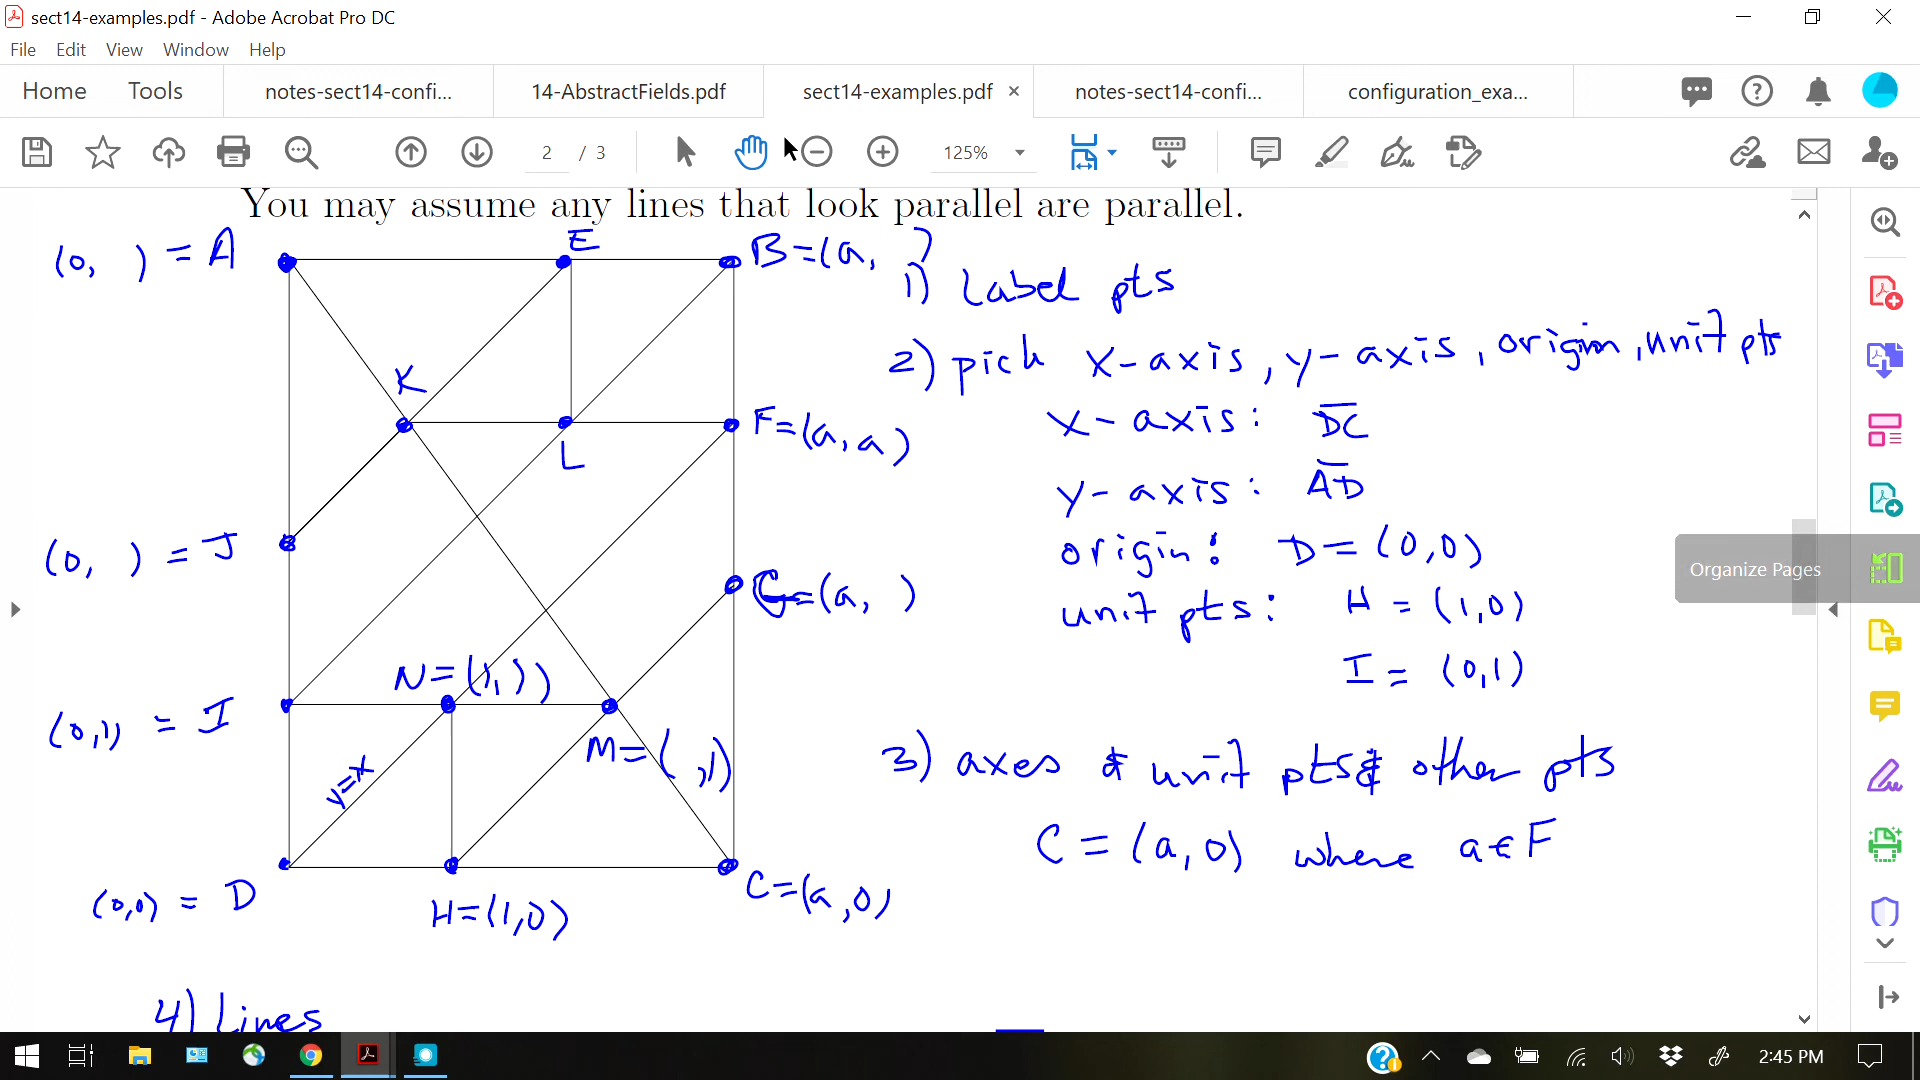 sect14-examples.pdf - Adobe Acrobat Pro DC
File Edit View Window Help
Home Tools notes-sect14-confi... 14-AbstractFields.pdf sect14-examples.pdf × notes-sect14-confi... configuration_exa...
2 / 3 125%
You may assume any lines that look parallel are parallel.
(0, ) = A
E
B=(a, )
1) Label pts
2) pick x-axis, y-axis, origin, unit pts
K
x-axis: DC
F=(a,a)
L
y-axis: AD
origin: D=(0,0)
(0, ) = J
Organize Pages
G=(a, )
unit pts: H = (1,0)
I = (0,1)
N=(1,1)
(0,1) = I
M=( ,1)
y=x
3) axes & unit pts & other pts
C = (a,0) where a∈F
(0,0) = D
H=(1,0)
C=(a,0)
4) Lines
2:45 PM